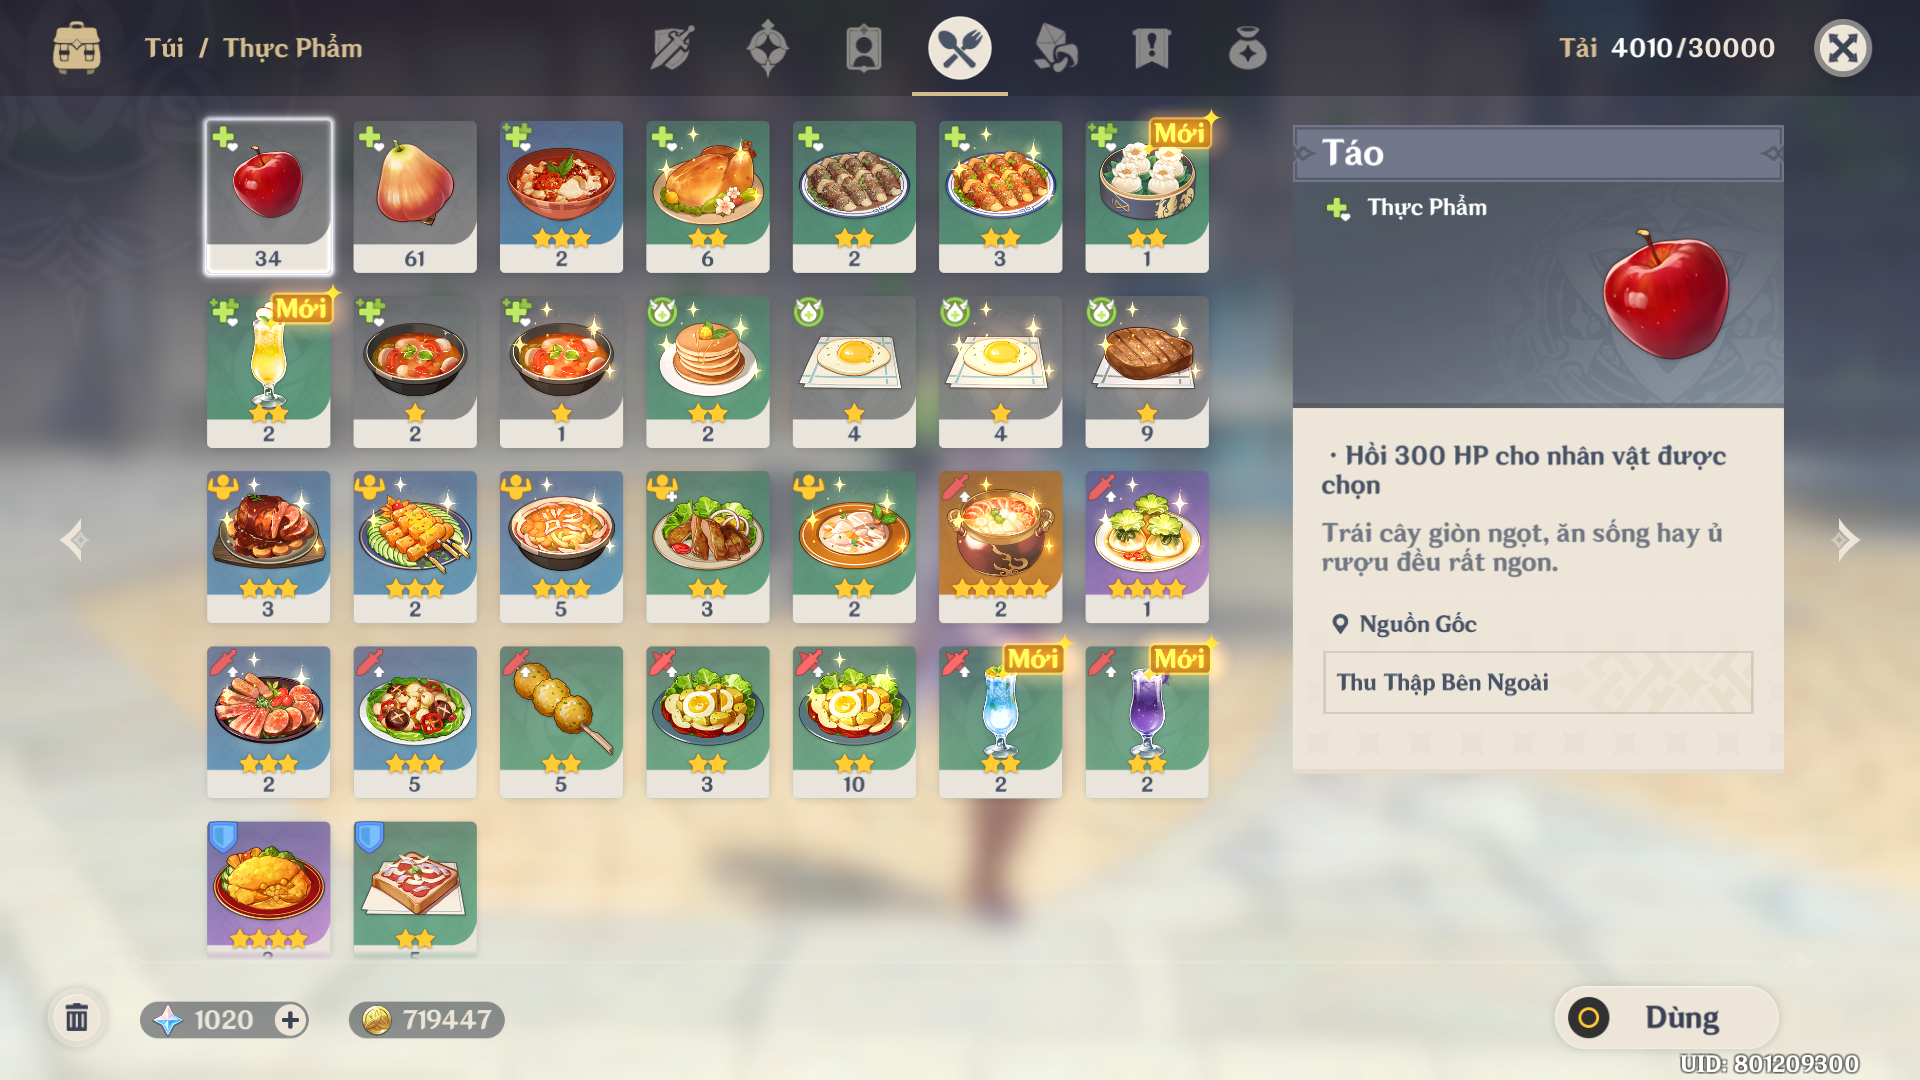 Túi / Thực Phẩm
Tải 4010/30000
34
61
2
6
2
3
Mới
1
Mới
2
2
1
2
4
4
9
3
2
5
3
2
2
1
2
5
5
3
10
Mới
2
Mới
2
Táo
Thực Phẩm
· Hồi 300 HP cho nhân vật được
chọn
Trái cây giòn ngọt, ăn sống hay ủ
rượu đều rất ngon.
Nguồn Gốc
Thu Thập Bên Ngoài
1020
719447
Dùng
UID: 801209300